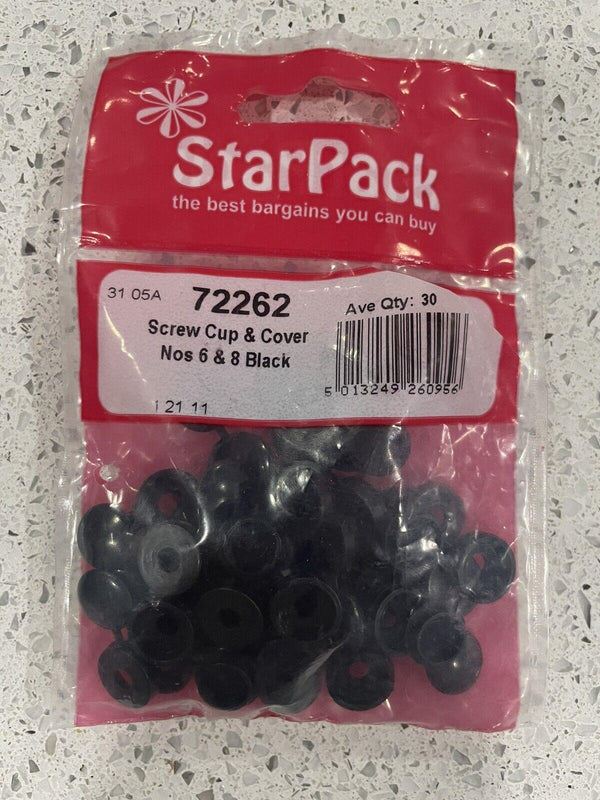 StarPack
the best bargains you can buy
31 05A
72262
Ave Qty: 30
Screw Cup & Cover
Nos 6 & 8 Black
5 013249 260956
21 11